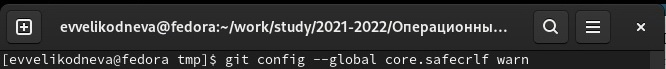 evvelikodneva@fedora:~/work/study/2021-2022/Операционны...
[evvelikodneva@fedora tmp]$ git config --global core.safecrlf warn